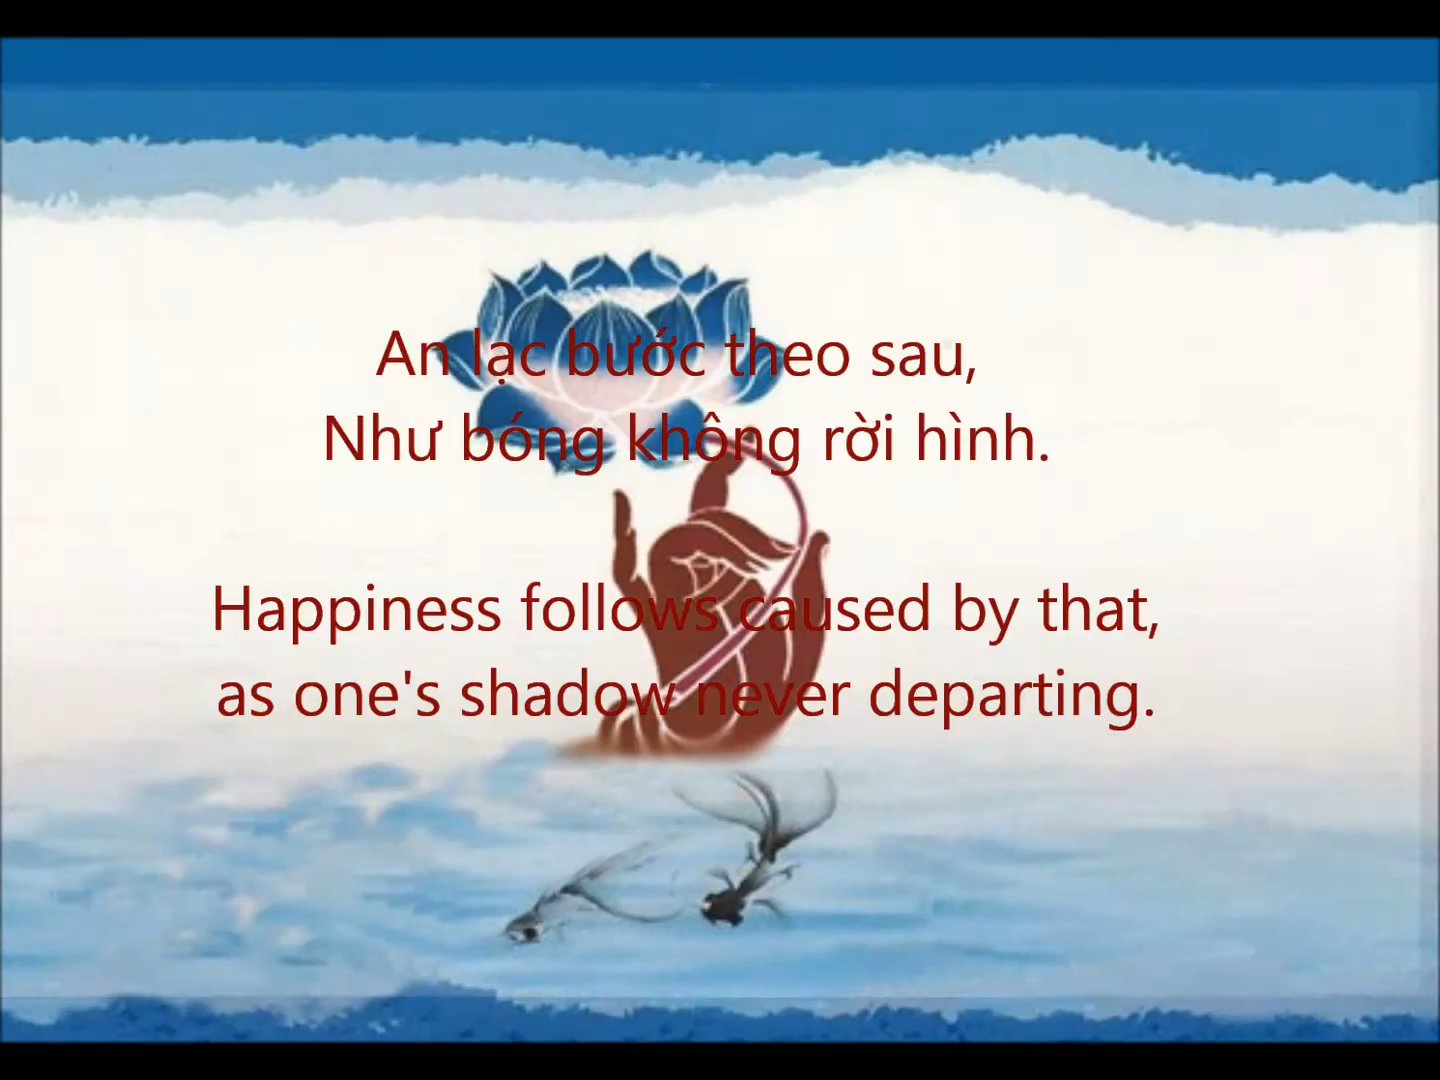 An lạc bước theo sau,
Như bóng không rời hình.
Happiness follows caused by that,
as one's shadow never departing.